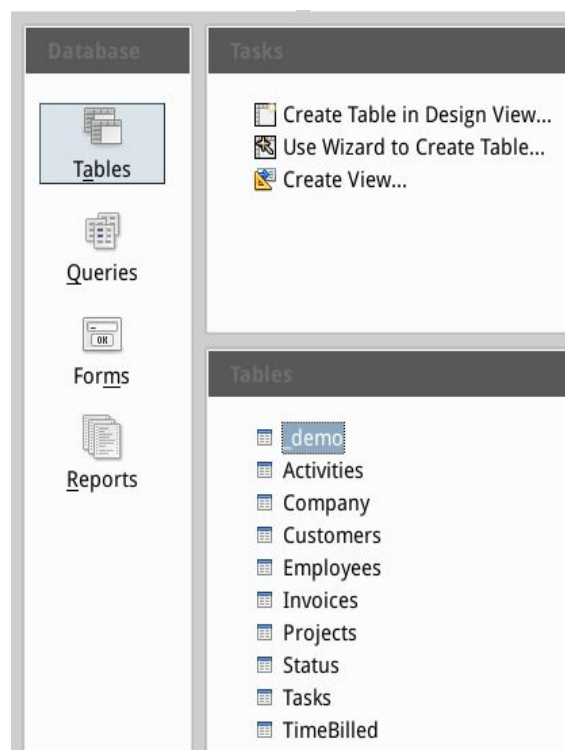 Database
Tables
Queries
Forms
Reports
Tasks
Create Table in Design View...
Use Wizard to Create Table...
Create View...
Tables
_demo
Activities
Company
Customers
Employees
Invoices
Projects
Status
Tasks
TimeBilled